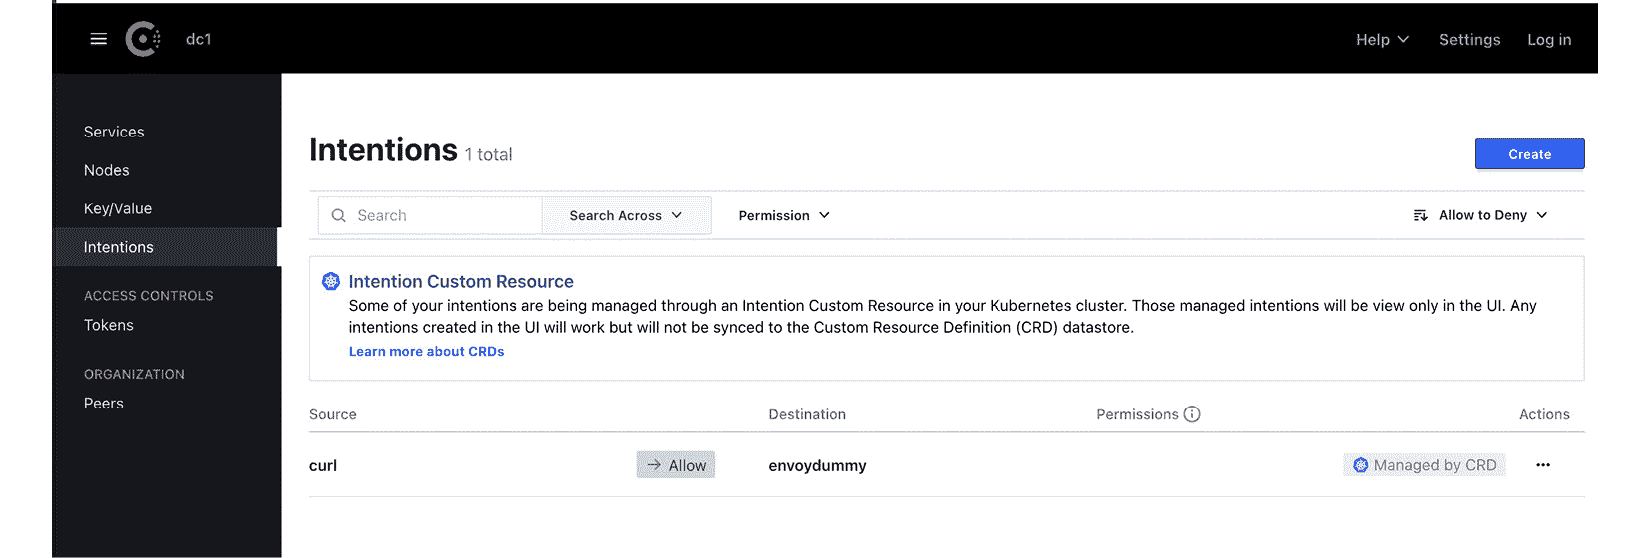 dc1
Help
Settings
Log in
Services
Nodes
Key/Value
Intentions
ACCESS CONTROLS
Tokens
ORGANIZATION
Peers
Intentions 1 total
Create
Search
Search Across
Permission
Allow to Deny
Intention Custom Resource
Some of your intentions are being managed through an Intention Custom Resource in your Kubernetes cluster. Those managed intentions will be view only in the UI. Any
intentions created in the UI will work but will not be synced to the Custom Resource Definition (CRD) datastore.
Learn more about CRDs
Source
Destination
Permissions
Actions
curl
Allow
envoydummy
Managed by CRD